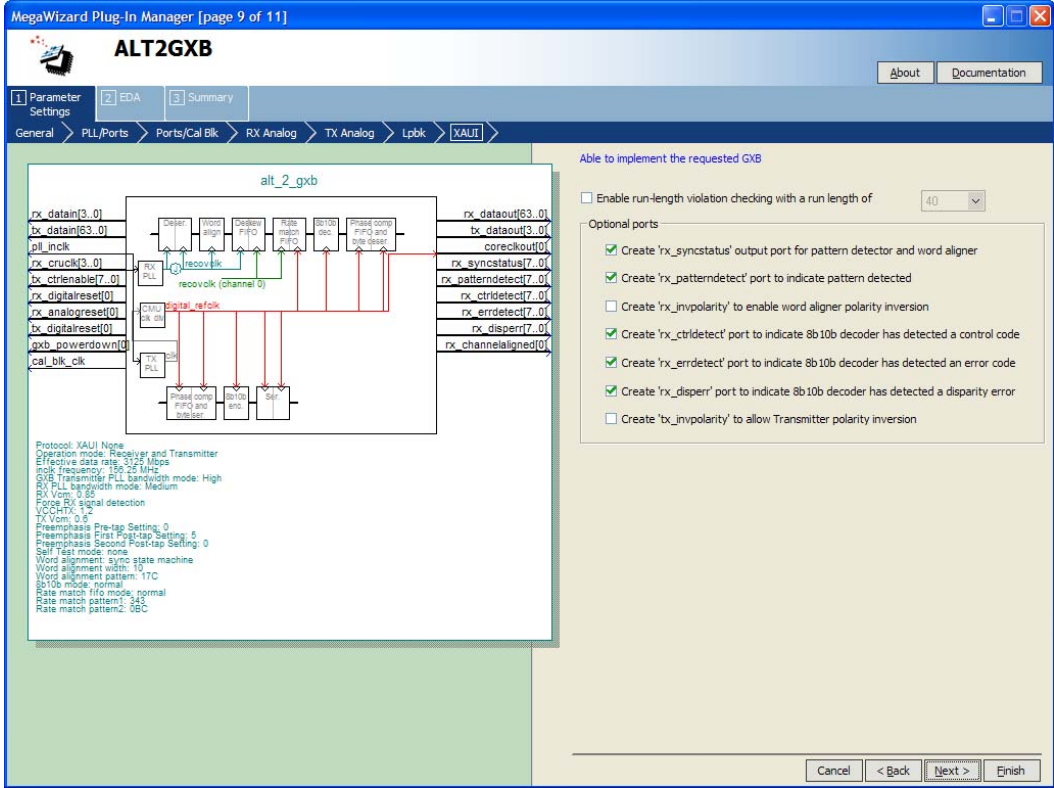 MegaWizard Plug-In Manager [page 9 of 11]
ALT2GXB
About
Documentation
1 Parameter Settings
2 EDA
3 Summary
General
PLL/Ports
Ports/Cal Blk
RX Analog
TX Analog
Lpbk
XAUI
alt_2_gxb
rx_datain[3..0]
tx_datain[63..0]
pll_inclk
rx_cruclk[3..0]
tx_ctrlenable[7..0]
rx_digitalreset[0]
rx_analogreset[0]
tx_digitalreset[0]
gxb_powerdown[0]
cal_blk_clk
Deser.
Word align
Deskew FIFO
Rate match FIFO
8b10b dec.
Phase comp FIFO and byte deser.
RX PLL
2
recovclk
recovclk (channel 0)
CMU clk div
digital_refclk
TX PLL
clk
Phase comp FIFO and byte ser.
8b10b enc.
Ser.
rx_dataout[63..0]
tx_dataout[3..0]
coreclkout[0]
rx_syncstatus[7..0]
rx_patterndetect[7..0]
rx_ctrldetect[7..0]
rx_errdetect[7..0]
rx_disperr[7..0]
rx_channelaligned[0]
Protocol: XAUI None
Operation mode: Receiver and Transmitter
Effective data rate: 3125 Mbps
inclk frequency: 156.25 MHz
GXB Transmitter PLL bandwidth mode: High
RX PLL bandwidth mode: Medium
RX Vcm: 0.85
Force RX signal detection
VCCHTX: 1.2
TX Vcm: 0.6
Preemphasis Pre-tap Setting: 0
Preemphasis First Post-tap Setting: 5
Preemphasis Second Post-tap Setting: 0
Self Test mode: none
Word alignment: sync state machine
Word alignment width: 10
Word alignment pattern: 17C
8b10b mode: normal
Rate match fifo mode: normal
Rate match pattern1: 343
Rate match pattern2: 0BC
Able to implement the requested GXB
Enable run-length violation checking with a run length of
40
Optional ports
Create 'rx_syncstatus' output port for pattern detector and word aligner
Create 'rx_patterndetect' port to indicate pattern detected
Create 'rx_invpolarity' to enable word aligner polarity inversion
Create 'rx_ctrldetect' port to indicate 8b10b decoder has detected a control code
Create 'rx_errdetect' port to indicate 8b10b decoder has detected an error code
Create 'rx_disperr' port to indicate 8b10b decoder has detected a disparity error
Create 'tx_invpolarity' to allow Transmitter polarity inversion
Cancel
< Back
Next >
Finish